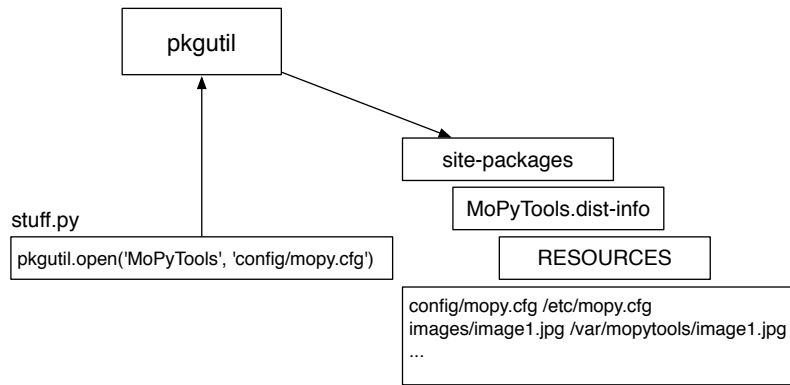 pkgutil
site-packages
MoPyTools.dist-info
stuff.py
pkgutil.open('MoPyTools', 'config/mopy.cfg')
RESOURCES
config/mopy.cfg /etc/mopy.cfg
images/image1.jpg /var/mopytools/image1.jpg
...